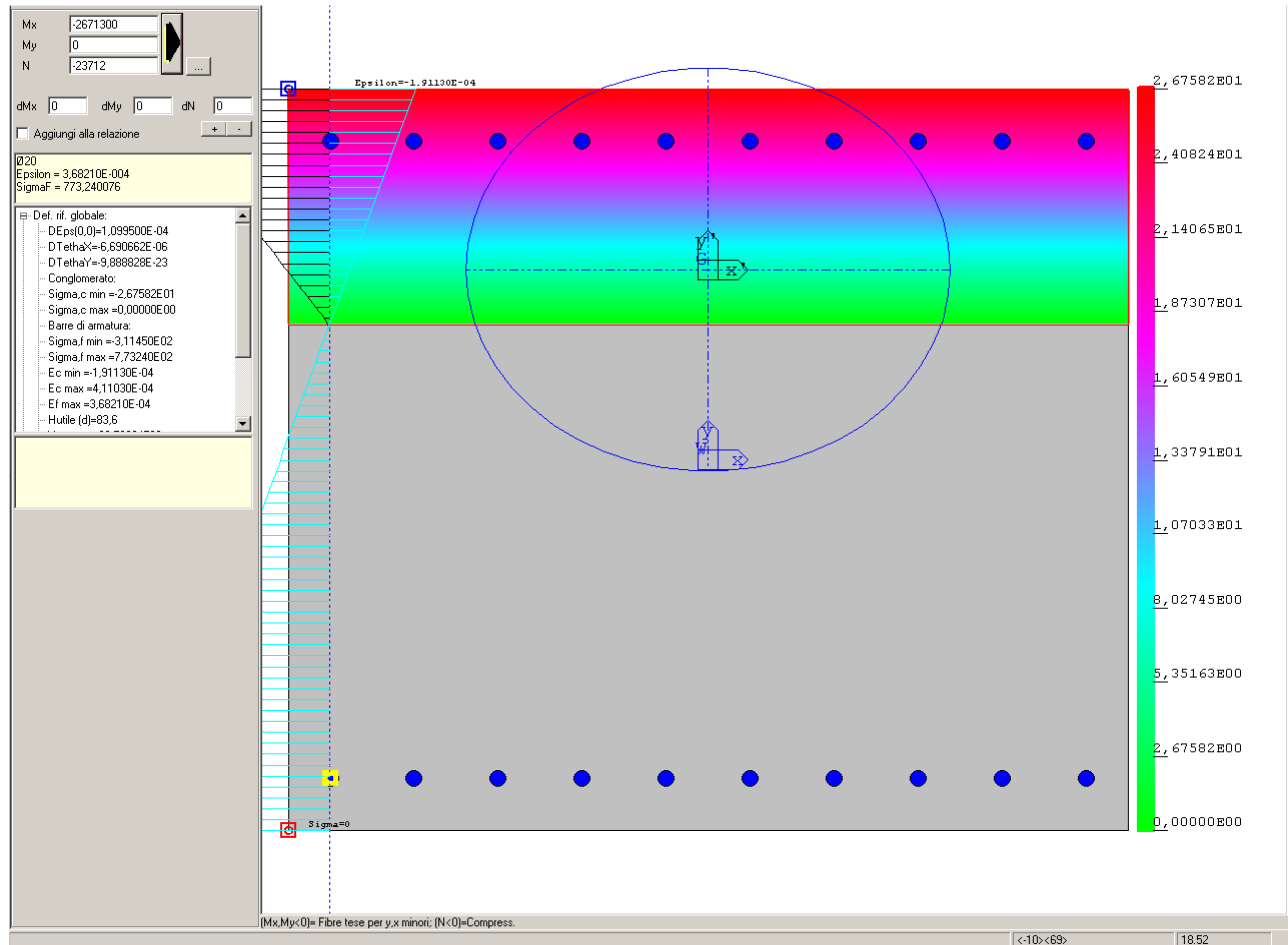 Mx -2671300
My 0
N -23712 ...
dMx 0 dMy 0 dN 0
Aggiungi alla relazione + -
Ø20
Epsilon = 3,68210E-004
SigmaF = 773,240076
Def. rif. globale:
DEps(0,0)=1,099500E-04
DTethaX=-6,690662E-06
DTethaY=-9,888828E-23
Conglomerato:
Sigma,c min =-2,67582E01
Sigma,c max =0,00000E00
Barre di armatura:
Sigma,f min =-3,11450E02
Sigma,f max =7,73240E02
Ec min =-1,91130E-04
Ec max =4,11030E-04
Ef max =3,68210E-04
Hutile (d)=83,6
Epsilon=-1.91130E-04
y
G
x
y
x
Sigma=0
2,67582E01
2,40824E01
2,14065E01
1,87307E01
1,60549E01
1,33791E01
1,07033E01
8,02745E00
5,35163E00
2,67582E00
0,00000E00
(Mx,My<0)= Fibre tese per y,x minori; (N<0)=Compress.
<-10><69> 18.52